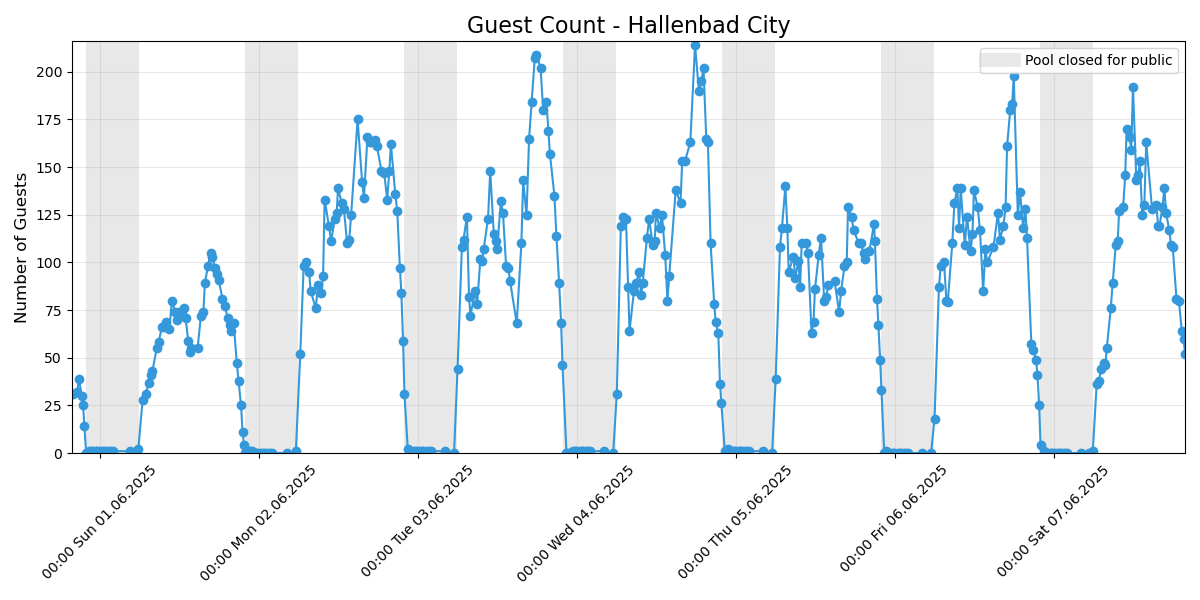 Guest Count - Hallenbad City
Pool closed for public
Number of Guests
200
175
150
125
100
75
50
25
0
00:00 Sun 01.06.2025
00:00 Mon 02.06.2025
00:00 Tue 03.06.2025
00:00 Wed 04.06.2025
00:00 Thu 05.06.2025
00:00 Fri 06.06.2025
00:00 Sat 07.06.2025